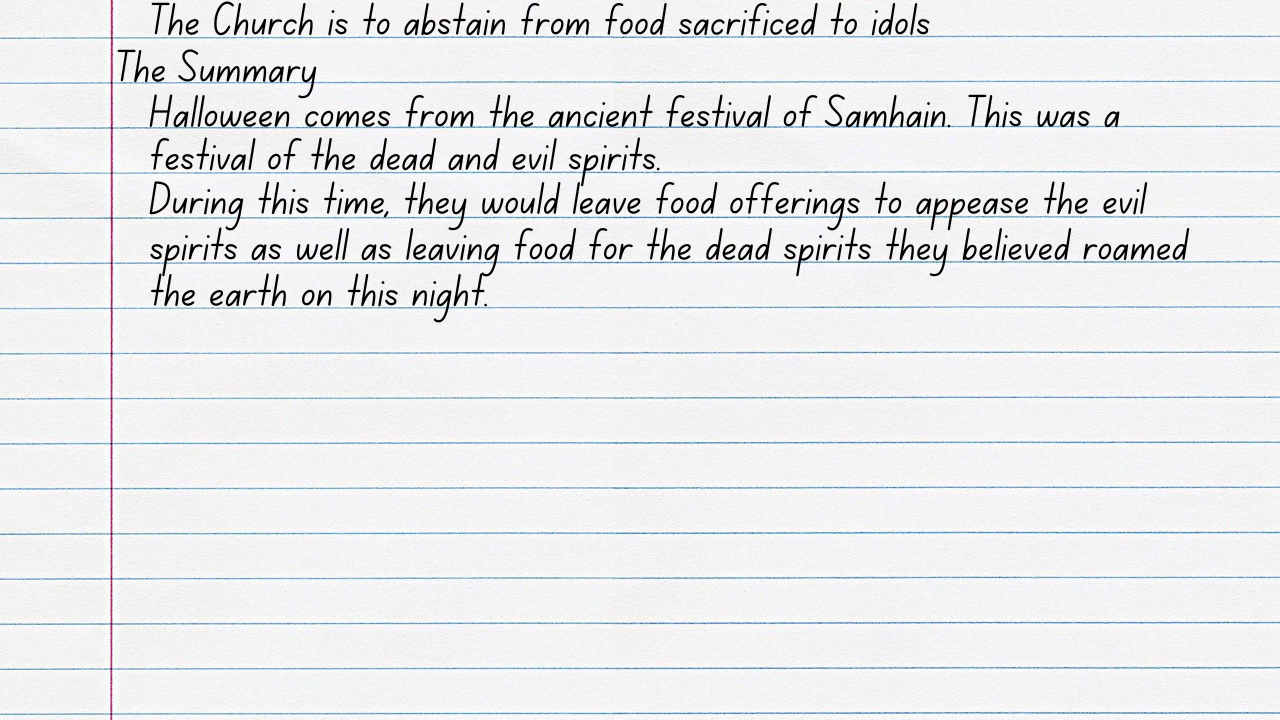 The Church is to abstain from food sacrificed to idols
The Summary
Halloween comes from the ancient festival of Samhain. This was a
festival of the dead and evil spirits.
During this time, they would leave food offerings to appease the evil
spirits as well as leaving food for the dead spirits they believed roamed
the earth on this night.